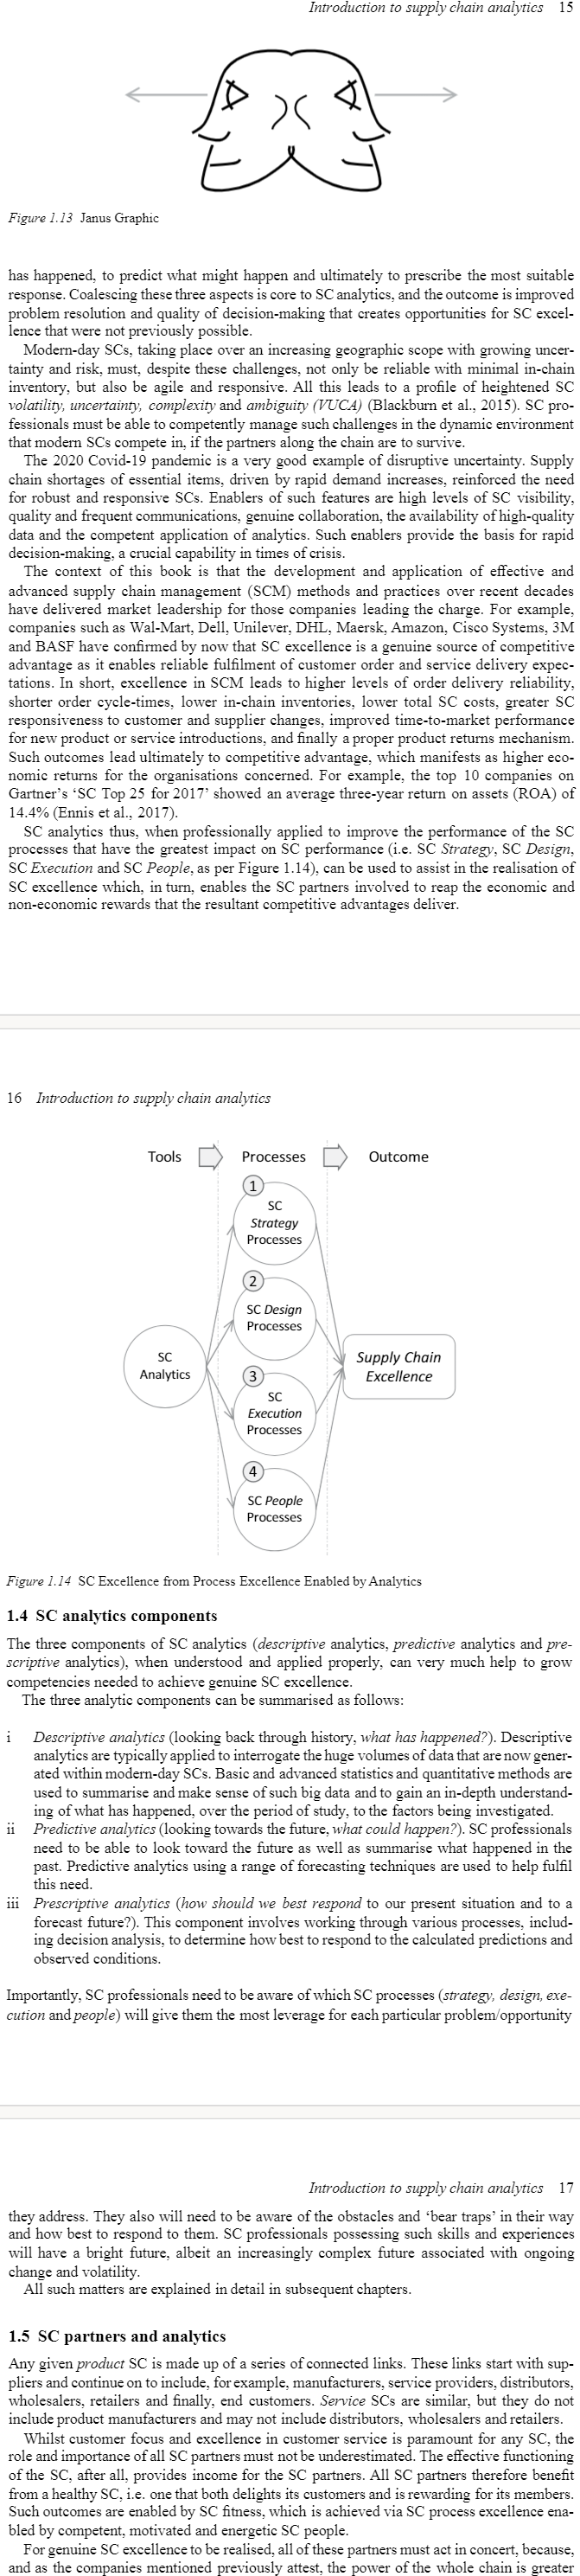 Introduction to supply chain analytics 15
Figure 1.13 Janus Graphic
has happened, to predict what might happen and ultimately to prescribe the most suitable
response. Coalescing these three aspects is core to SC analytics, and the outcome is improved
problem resolution and quality of decision-making that creates opportunities for SC excel-
lence that were not previously possible.
Modern-day SCs, taking place over an increasing geographic scope with growing uncer-
tainty and risk, must, despite these challenges, not only be reliable with minimal in-chain
inventory, but also be agile and responsive. All this leads to a profile of heightened SC
volatility, uncertainty, complexity and ambiguity (VUCA) (Blackburn et al., 2015). SC pro-
fessionals must be able to competently manage such challenges in the dynamic environment
that modern SCs compete in, if the partners along the chain are to survive.
The 2020 Covid-19 pandemic is a very good example of disruptive uncertainty. Supply
chain shortages of essential items, driven by rapid demand increases, reinforced the need
for robust and responsive SCs. Enablers of such features are high levels of SC visibility,
quality and frequent communications, genuine collaboration, the availability of high-quality
data and the competent application of analytics. Such enablers provide the basis for rapid
decision-making, a crucial capability in times of crisis.
The context of this book is that the development and application of effective and
advanced supply chain management (SCM) methods and practices over recent decades
have delivered market leadership for those companies leading the charge. For example,
companies such as Wal-Mart, Dell, Unilever, DHL, Maersk, Amazon, Cisco Systems, 3M
and BASF have confirmed by now that SC excellence is a genuine source of competitive
advantage as it enables reliable fulfilment of customer order and service delivery expec-
tations. In short, excellence in SCM leads to higher levels of order delivery reliability,
shorter order cycle-times, lower in-chain inventories, lower total SC costs, greater SC
responsiveness to customer and supplier changes, improved time-to-market performance
for new product or service introductions, and finally a proper product returns mechanism.
Such outcomes lead ultimately to competitive advantage, which manifests as higher eco-
nomic returns for the organisations concerned. For example, the top 10 companies on
Gartner's 'SC Top 25 for 2017' showed an average three-year return on assets (ROA) of
14.4% (Ennis et al., 2017).
SC analytics thus, when professionally applied to improve the performance of the SC
processes that have the greatest impact on SC performance (i.e. SC Strategy, SC Design,
SC Execution and SC People, as per Figure 1.14), can be used to assist in the realisation of
SC excellence which, in turn, enables the SC partners involved to reap the economic and
non-economic rewards that the resultant competitive advantages deliver.
16 Introduction to supply chain analytics
Tools Processes Outcome
1
SC
Strategy
Processes
2
SC Design
Processes
SC
Analytics
Supply Chain
Excellence
3
SC
Execution
Processes
4
SC People
Processes
Figure 1.14 SC Excellence from Process Excellence Enabled by Analytics
1.4 SC analytics components
The three components of SC analytics (descriptive analytics, predictive analytics and pre-
scriptive analytics), when understood and applied properly, can very much help to grow
competencies needed to achieve genuine SC excellence.
The three analytic components can be summarised as follows:
i Descriptive analytics (looking back through history, what has happened?). Descriptive
analytics are typically applied to interrogate the huge volumes of data that are now gener-
ated within modern-day SCs. Basic and advanced statistics and quantitative methods are
used to summarise and make sense of such big data and to gain an in-depth understand-
ing of what has happened, over the period of study, to the factors being investigated.
ii Predictive analytics (looking towards the future, what could happen?). SC professionals
need to be able to look toward the future as well as summarise what happened in the
past. Predictive analytics using a range of forecasting techniques are used to help fulfil
this need.
iii Prescriptive analytics (how should we best respond to our present situation and to a
forecast future?). This component involves working through various processes, includ-
ing decision analysis, to determine how best to respond to the calculated predictions and
observed conditions.
Importantly, SC professionals need to be aware of which SC processes (strategy, design, exe-
cution and people) will give them the most leverage for each particular problem/opportunity
Introduction to supply chain analytics 17
they address. They also will need to be aware of the obstacles and 'bear traps' in their way
and how best to respond to them. SC professionals possessing such skills and experiences
will have a bright future, albeit an increasingly complex future associated with ongoing
change and volatility.
All such matters are explained in detail in subsequent chapters.
1.5 SC partners and analytics
Any given product SC is made up of a series of connected links. These links start with sup-
pliers and continue on to include, for example, manufacturers, service providers, distributors,
wholesalers, retailers and finally, end customers. Service SCs are similar, but they do not
include product manufacturers and may not include distributors, wholesalers and retailers.
Whilst customer focus and excellence in customer service is paramount for any SC, the
role and importance of all SC partners must not be underestimated. The effective functioning
of the SC, after all, provides income for the SC partners. All SC partners therefore benefit
from a healthy SC, i.e. one that both delights its customers and is rewarding for its members.
Such outcomes are enabled by SC fitness, which is achieved via SC process excellence ena-
bled by competent, motivated and energetic SC people.
For genuine SC excellence to be realised, all of these partners must act in concert, because,
and as the companies mentioned previously attest, the power of the whole chain is greater